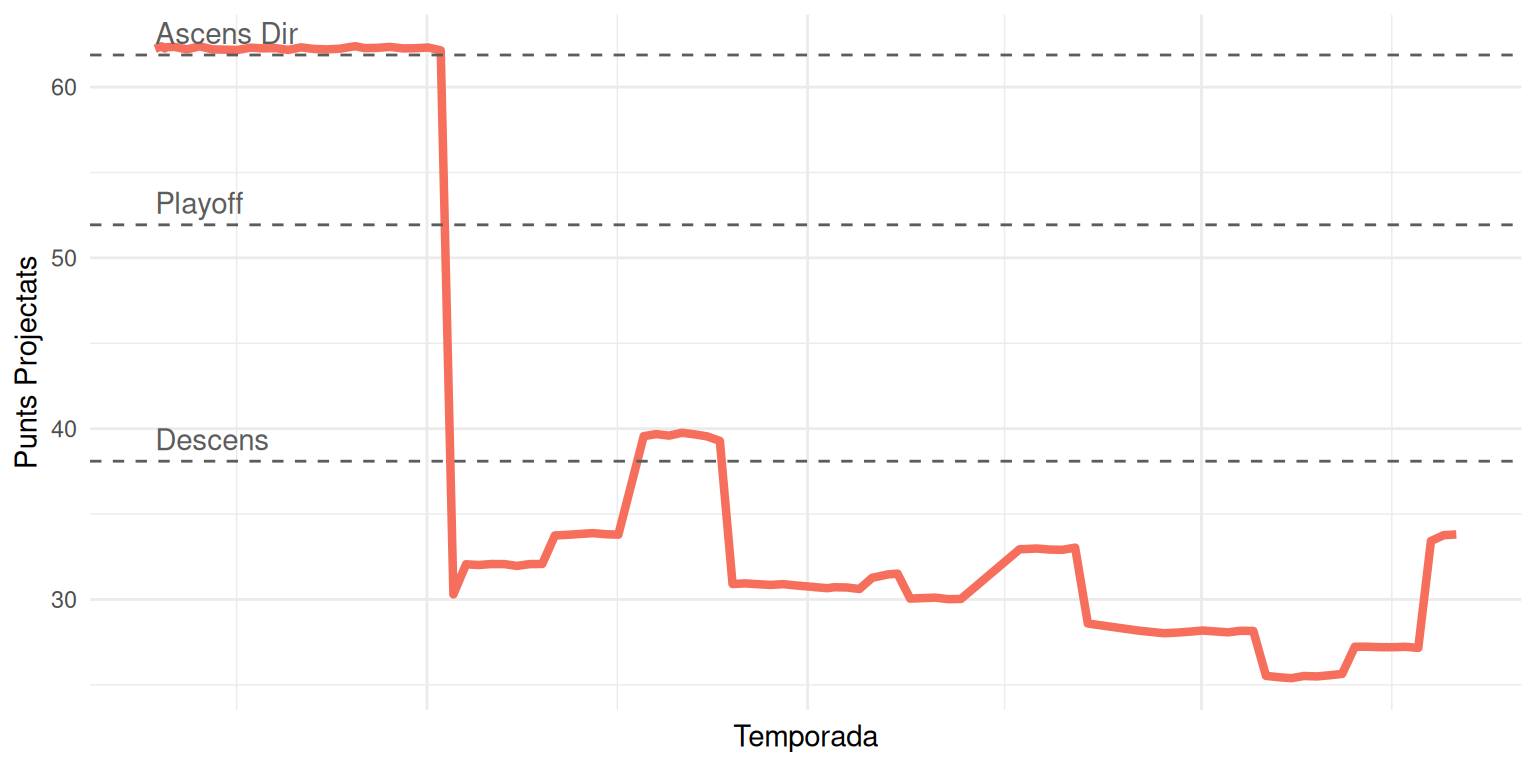 Ascens Dir
60
Playoff
50
Punts Projectats
40
Descens
30
Temporada